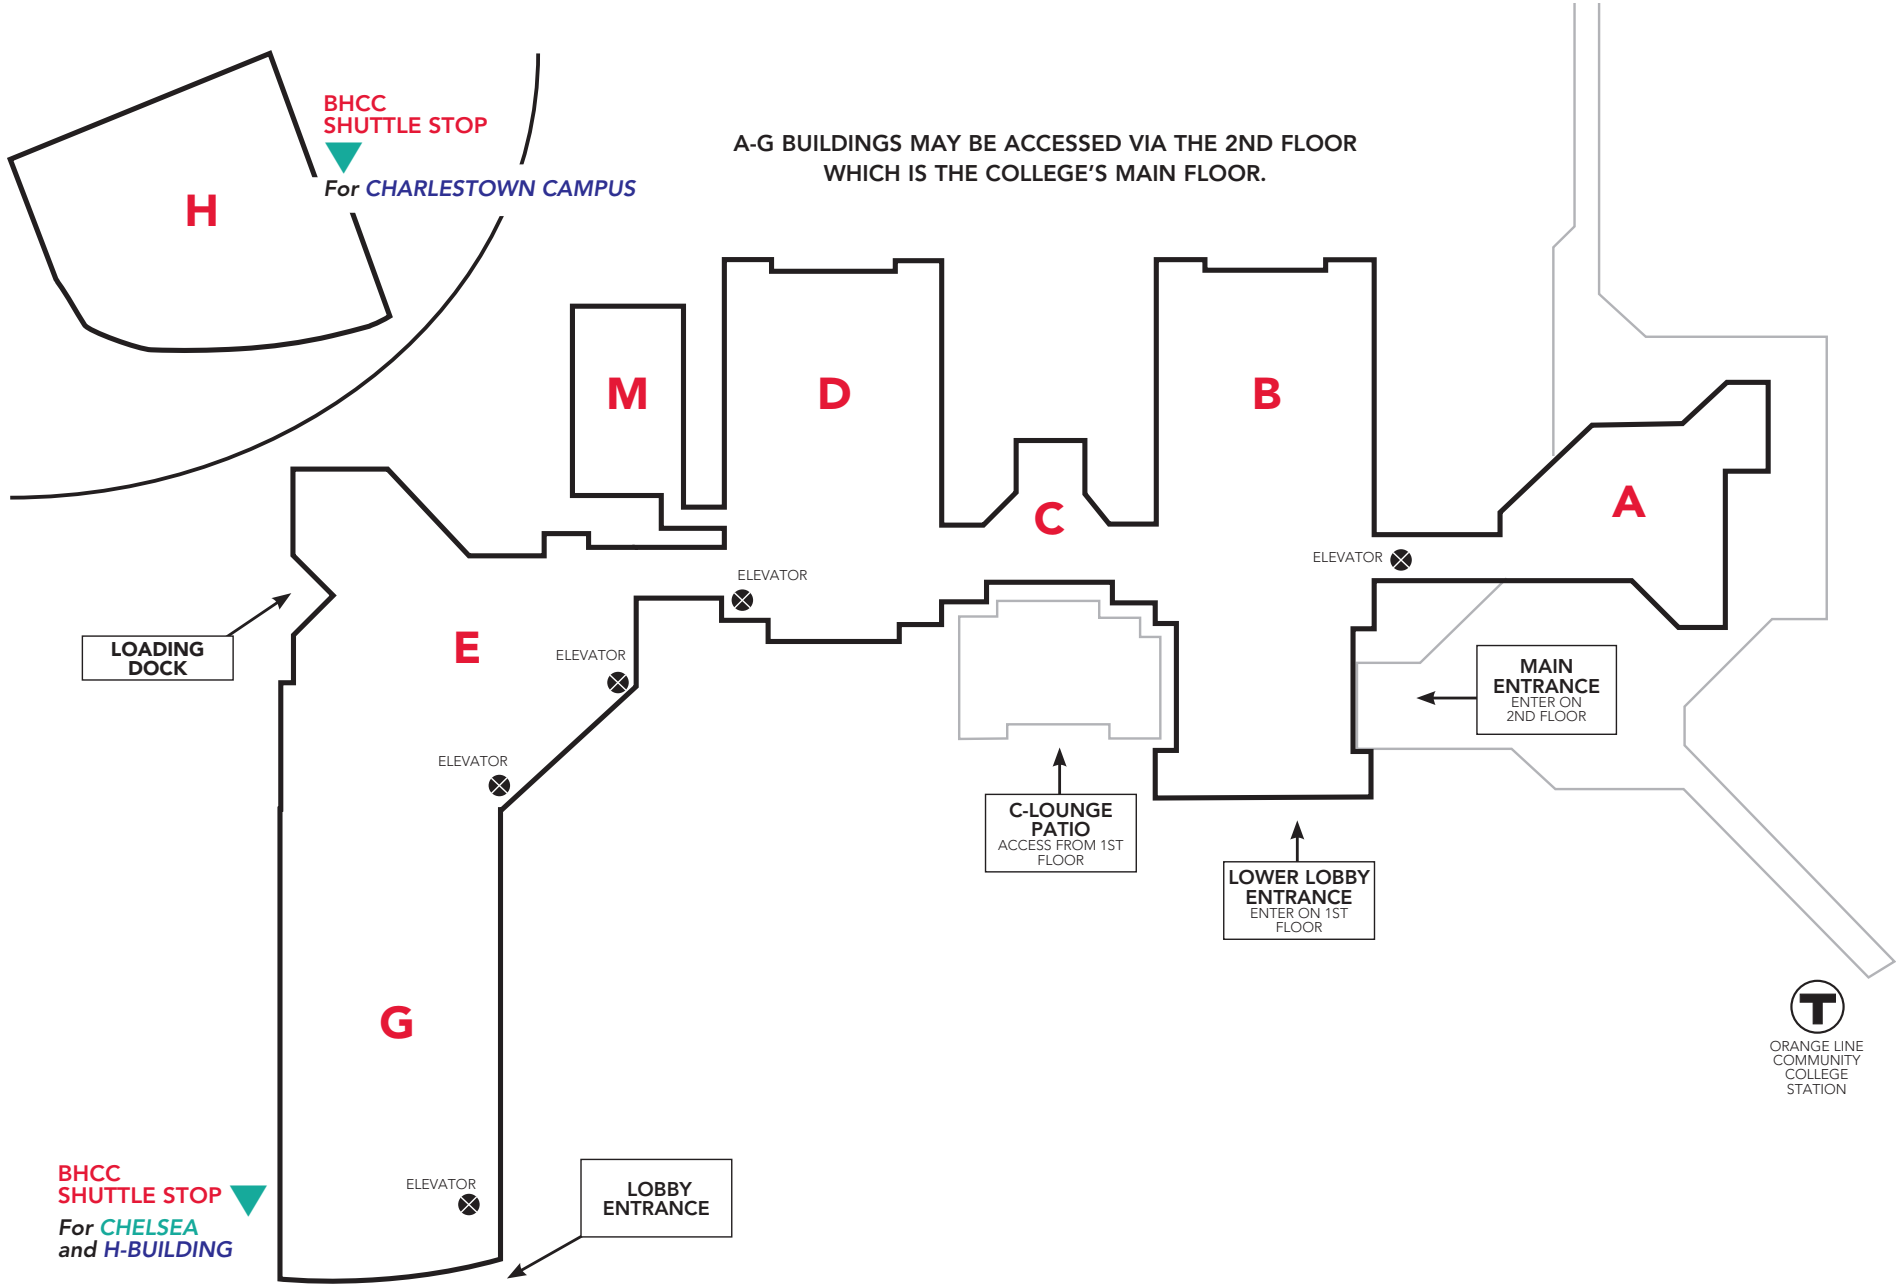 BHCC
SHUTTLE STOP
For CHARLESTOWN CAMPUS
H
A-G BUILDINGS MAY BE ACCESSED VIA THE 2ND FLOOR
WHICH IS THE COLLEGE'S MAIN FLOOR.
M
D
B
C
A
ELEVATOR
ELEVATOR
LOADING
DOCK
E
ELEVATOR
MAIN
ENTRANCE
ENTER ON
2ND FLOOR
ELEVATOR
C-LOUNGE
PATIO
ACCESS FROM 1ST
FLOOR
LOWER LOBBY
ENTRANCE
ENTER ON 1ST
FLOOR
G
T
ORANGE LINE
COMMUNITY
COLLEGE
STATION
BHCC
SHUTTLE STOP
For CHELSEA
and H-BUILDING
ELEVATOR
LOBBY
ENTRANCE